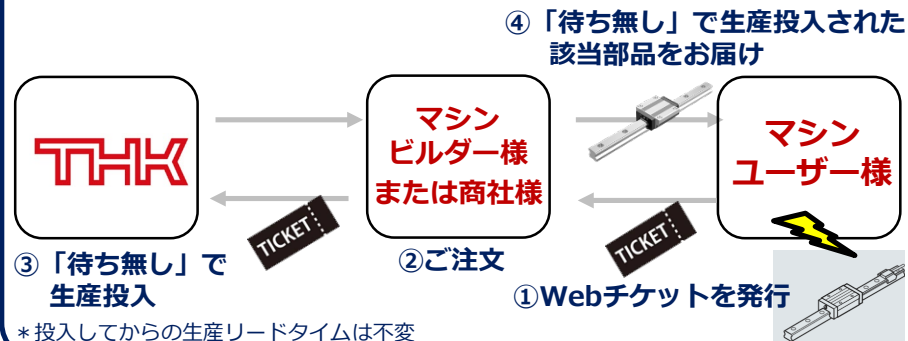 ④「待ち無し」で生産投入された
該当部品をお届け
THK
マシン
ビルダー様
または商社様
マシン
ユーザー様
TICKET
TICKET
③「待ち無し」で
生産投入
②ご注文
①Webチケットを発行
＊投入してからの生産リードタイムは不変